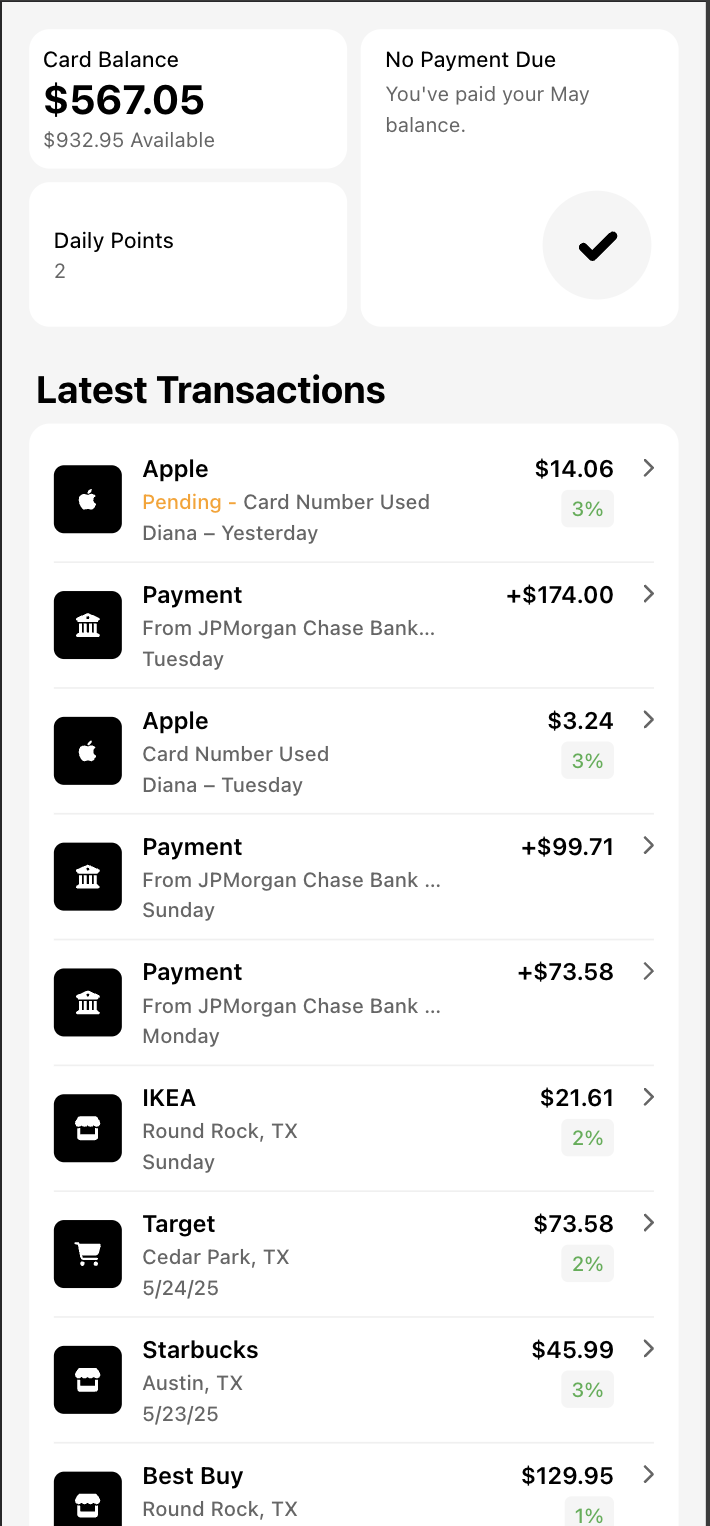 Card Balance
$567.05
$932.95 Available
No Payment Due
You've paid your May
balance.
Daily Points
2
Latest Transactions
Apple
$14.06
Pending - Card Number Used
3%
Diana – Yesterday
Payment
+$174.00
From JPMorgan Chase Bank...
Tuesday
Apple
$3.24
Card Number Used
3%
Diana – Tuesday
Payment
+$99.71
From JPMorgan Chase Bank ...
Sunday
Payment
+$73.58
From JPMorgan Chase Bank ...
Monday
IKEA
$21.61
Round Rock, TX
2%
Sunday
Target
$73.58
Cedar Park, TX
2%
5/24/25
Starbucks
$45.99
Austin, TX
3%
5/23/25
Best Buy
$129.95
Round Rock, TX
1%